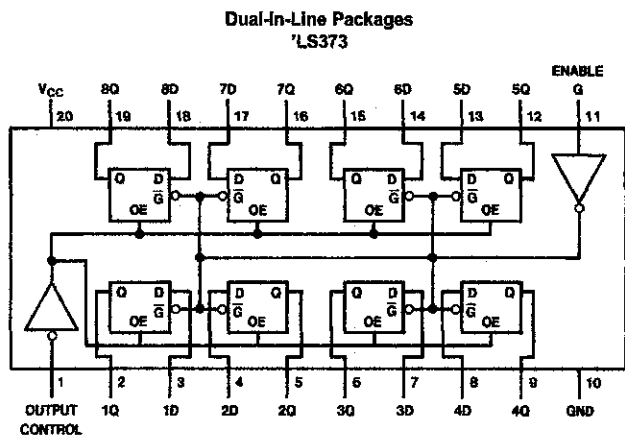 Dual-In-Line Packages
'LS373
ENABLE
VCC 8Q 8D 7D 7Q 6Q 6D 5D 5Q G
20 19 18 17 16 15 14 13 12 11
Q D D Q Q D D Q
G G G G
OE OE OE OE
Q D D Q Q D D Q
G G G G
OE OE OE OE
1 2 3 4 5 6 7 8 9 10
OUTPUT 1Q 1D 2D 2Q 3Q 3D 4D 4Q GND
CONTROL